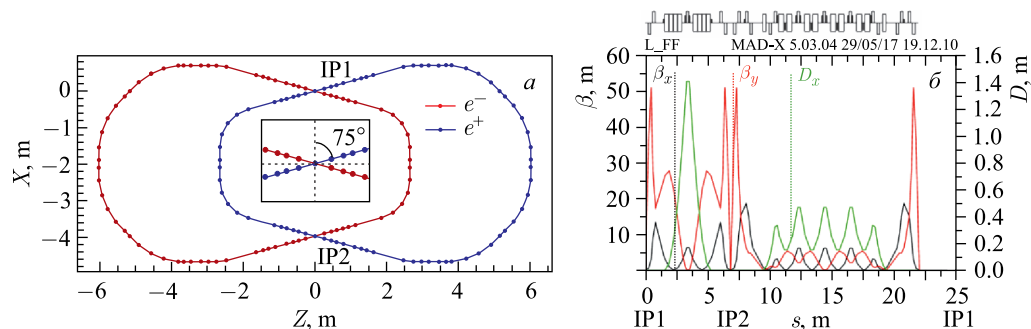 IP1
a
e−
e+
75°
IP2
X, m
0
−1
−2
−3
−4
−6
−4
−2
0
2
4
6
Z, m
L_FF
MAD-X 5.03.04 29/05/17 19.12.10
βx
βy
Dx
б
β, m
60
50
40
30
20
10
D, m
1.6
1.4
1.2
1.0
0.8
0.6
0.4
0.2
0.0
0
5
10
15
20
25
IP1
IP2
s, m
IP1